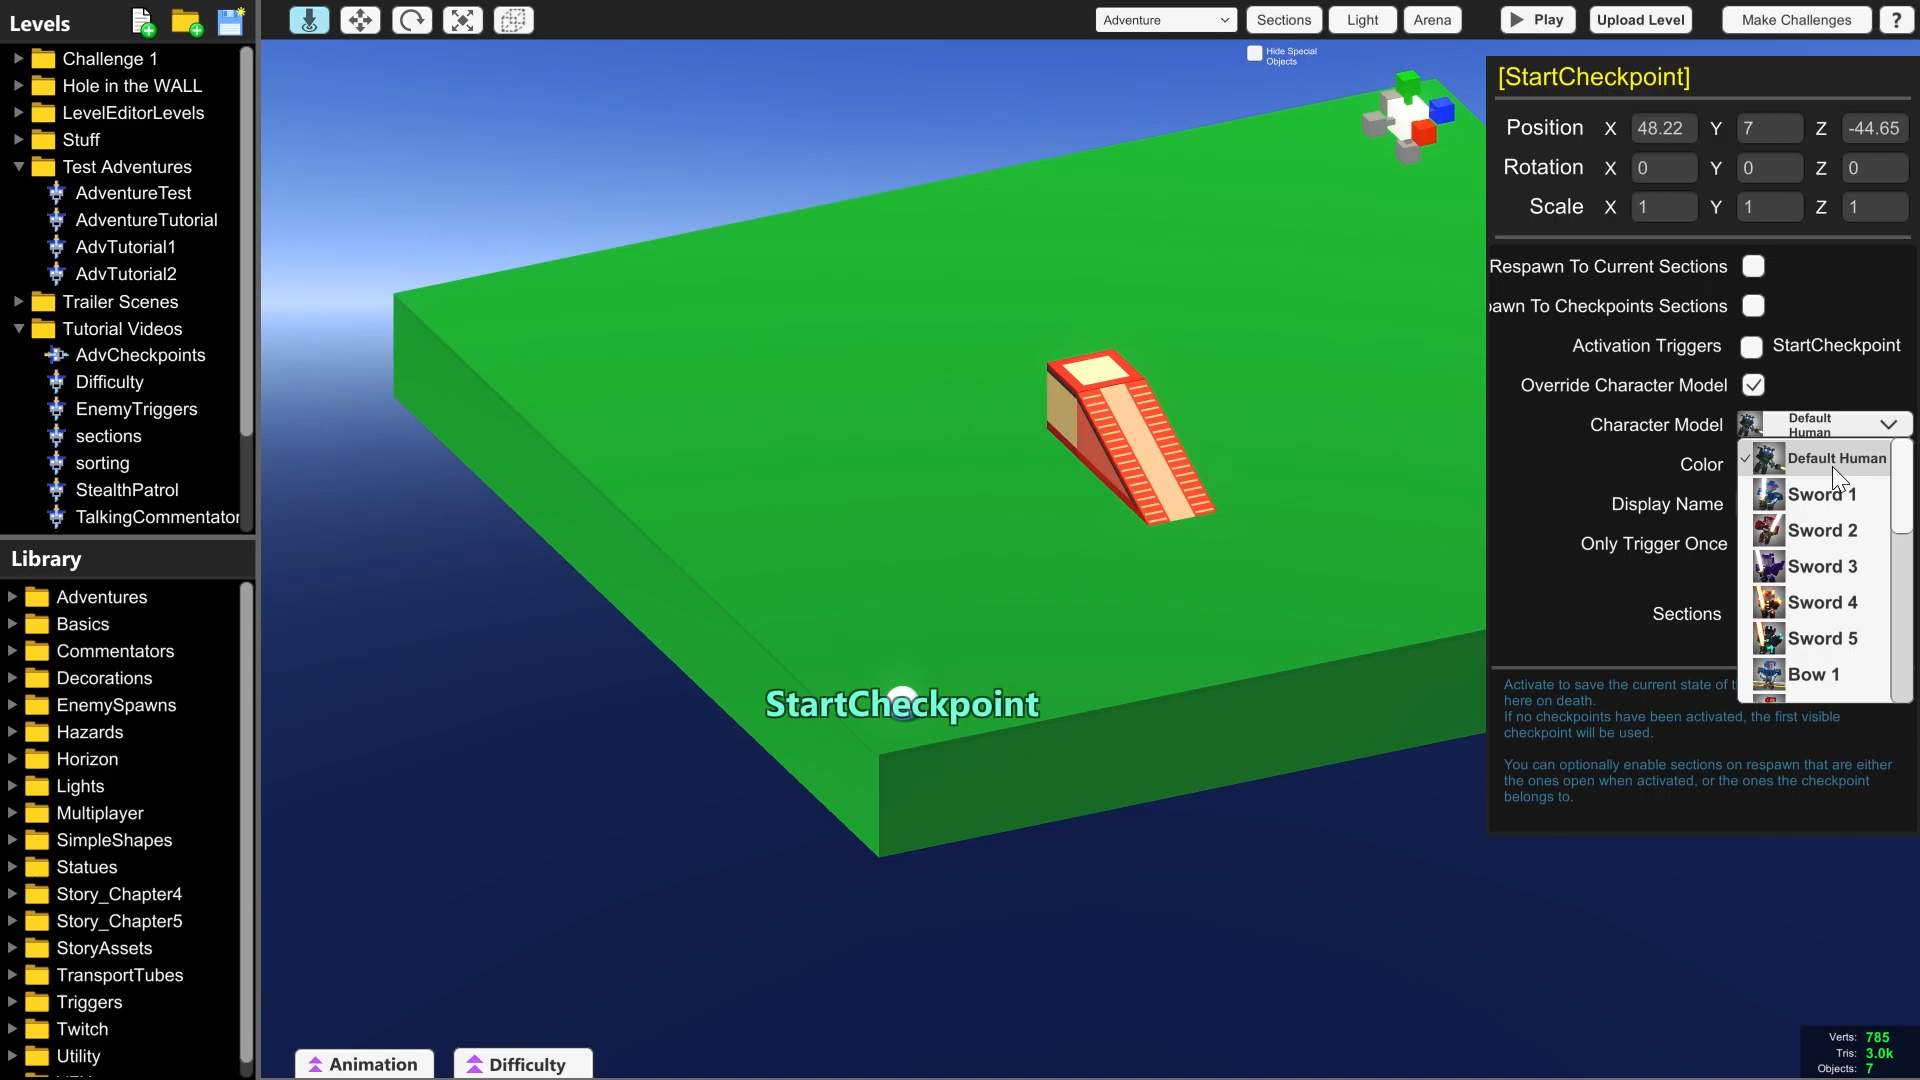 Levels
Adventure
Sections
Light
Arena
Play
Upload Level
Make Challenges
?
Hide Special
Objects
Challenge 1
Hole in the WALL
LevelEditorLevels
Stuff
Test Adventures
AdventureTest
AdventureTutorial
AdvTutorial1
AdvTutorial2
Trailer Scenes
Tutorial Videos
AdvCheckpoints
Difficulty
EnemyTriggers
sections
sorting
StealthPatrol
TalkingCommentator
Library
Adventures
Basics
Commentators
Decorations
EnemySpawns
Hazards
Horizon
Lights
Multiplayer
SimpleShapes
Statues
Story_Chapter4
Story_Chapter5
StoryAssets
TransportTubes
Triggers
Twitch
Utility
StartCheckpoint
Animation
Difficulty
[StartCheckpoint]
Position X 48.22 Y 7 Z -44.65
Rotation X 0 Y 0 Z 0
Scale X 1 Y 1 Z 1
Respawn To Current Sections
awn To Checkpoints Sections
Activation Triggers StartCheckpoint
Override Character Model
Character Model Default
Human
Color
Display Name
Only Trigger Once
Sections
Default Human
Sword 1
Sword 2
Sword 3
Sword 4
Sword 5
Bow 1
Activate to save the current state of t
here on death.
If no checkpoints have been activated, the first visible
checkpoint will be used.
You can optionally enable sections on respawn that are either
the ones open when activated, or the ones the checkpoint
belongs to.
Verts: 785
Tris: 3.0k
Objects: 7